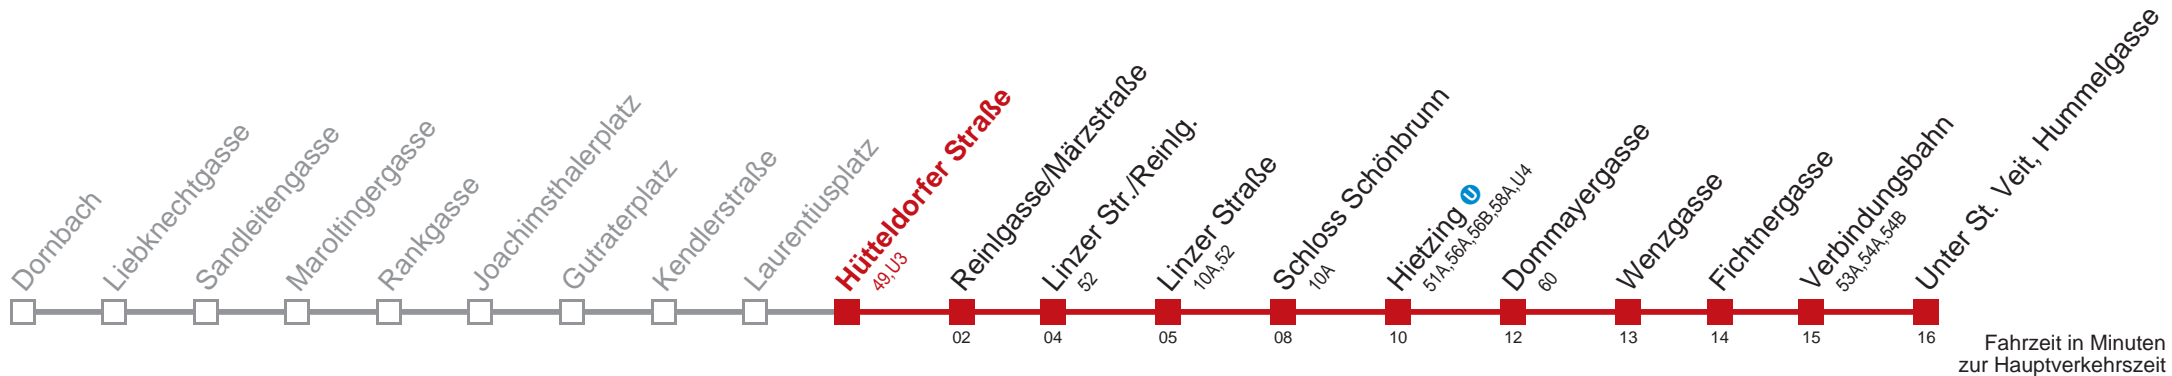 Dornbach
Liebknechtgasse
Sandleitengasse
Maroltingergasse
Rankgasse
Joachimsthalerplatz
Gutraterplatz
Kendlerstraße
Laurentiusplatz
Hütteldorfer Straße
49,U3
Reinlgasse/Märzstraße
Linzer Str./Reinlg.
52
Linzer Straße
10A,52
Schloss Schönbrunn
10A
Hietzing U
51A,56A,56B,58A,U4
Dommayergasse
60
Wenzgasse
Fichtnergasse
Verbindungsbahn
53A,54A,54B
Unter St. Veit, Hummelgasse
02 04 05 08 10 12 13 14 15 16
Fahrzeit in Minuten
zur Hauptverkehrszeit